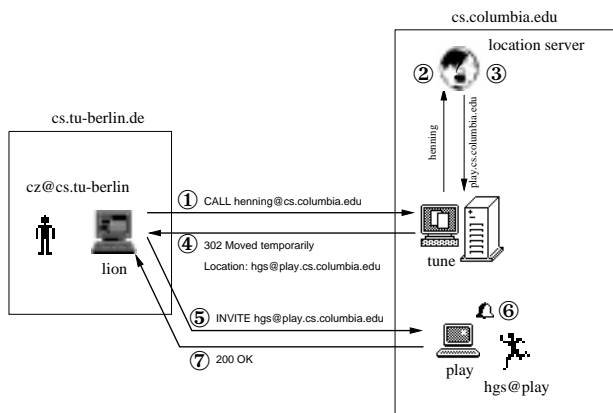 cs.columbia.edu
location server
② ③
cs.tu-berlin.de
henning
play.cs.columbia.edu
cz@cs.tu-berlin
① CALL henning@cs.columbia.edu
④ 302 Moved temporarily
Location: hgs@play.cs.columbia.edu
lion
tune
⑤ INVITE hgs@play.cs.columbia.edu
⑥
⑦ 200 OK
play
hgs@play